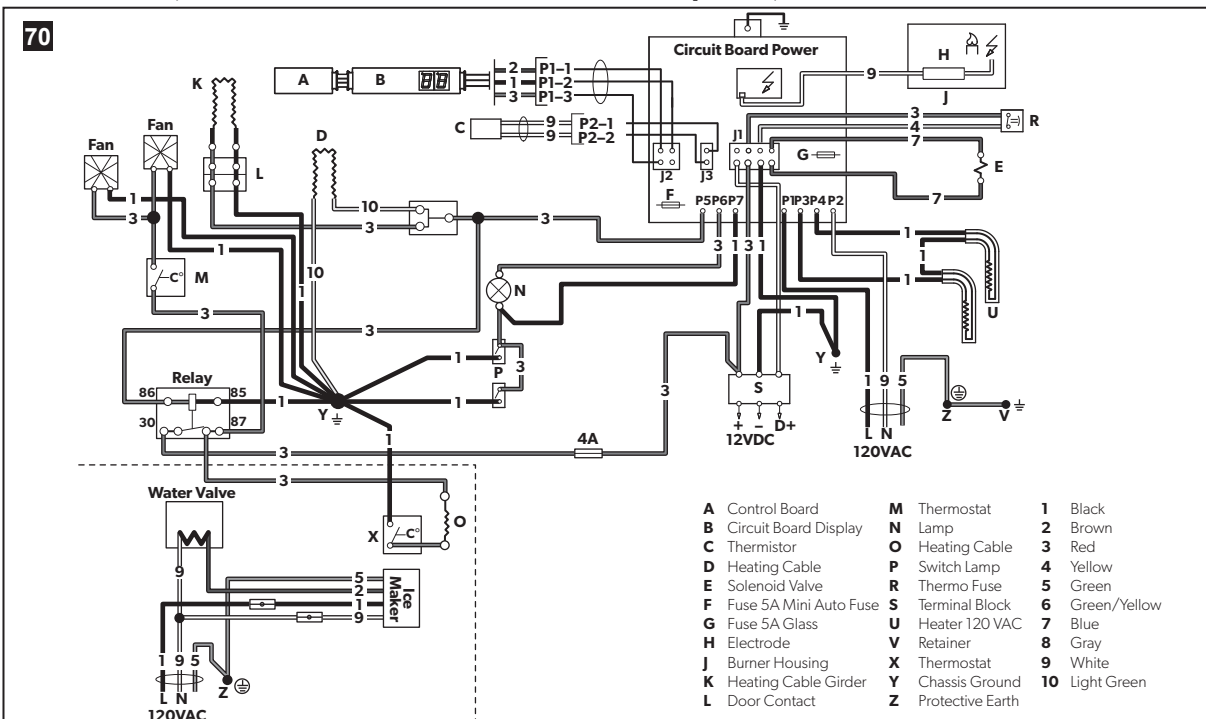 70
Circuit Board Power
K
A
B
2
1
3
P1–1
P1–2
P1–3
9
H
J
C
9
9
P2–1
P2–2
J1
3
4
7
R
Fan
Fan
D
L
J2
J3
G
E
F
7
1
3
10
3
3
P5
P6
P7
P1
P3
P4
P2
1
3
1
3
1
1
1
1
C°
M
10
1
N
U
3
3
1
Y
1
P
3
3
S
1
9
5
Z
V
Relay
86
85
30
87
1
Y
1
+
–
D+
12VDC
L
N
120VAC
1
4A
3
3
Water Valve
X
C°
O
9
5
2
1
9
Ice
Maker
1
9
5
L
N
Z
120VAC
A Control Board
B Circuit Board Display
C Thermistor
D Heating Cable
E Solenoid Valve
F Fuse 5A Mini Auto Fuse
G Fuse 5A Glass
H Electrode
J Burner Housing
K Heating Cable Girder
L Door Contact
M Thermostat
N Lamp
O Heating Cable
P Switch Lamp
R Thermo Fuse
S Terminal Block
U Heater 120 VAC
V Retainer
X Thermostat
Y Chassis Ground
Z Protective Earth
1 Black
2 Brown
3 Red
4 Yellow
5 Green
6 Green/Yellow
7 Blue
8 Gray
9 White
10 Light Green